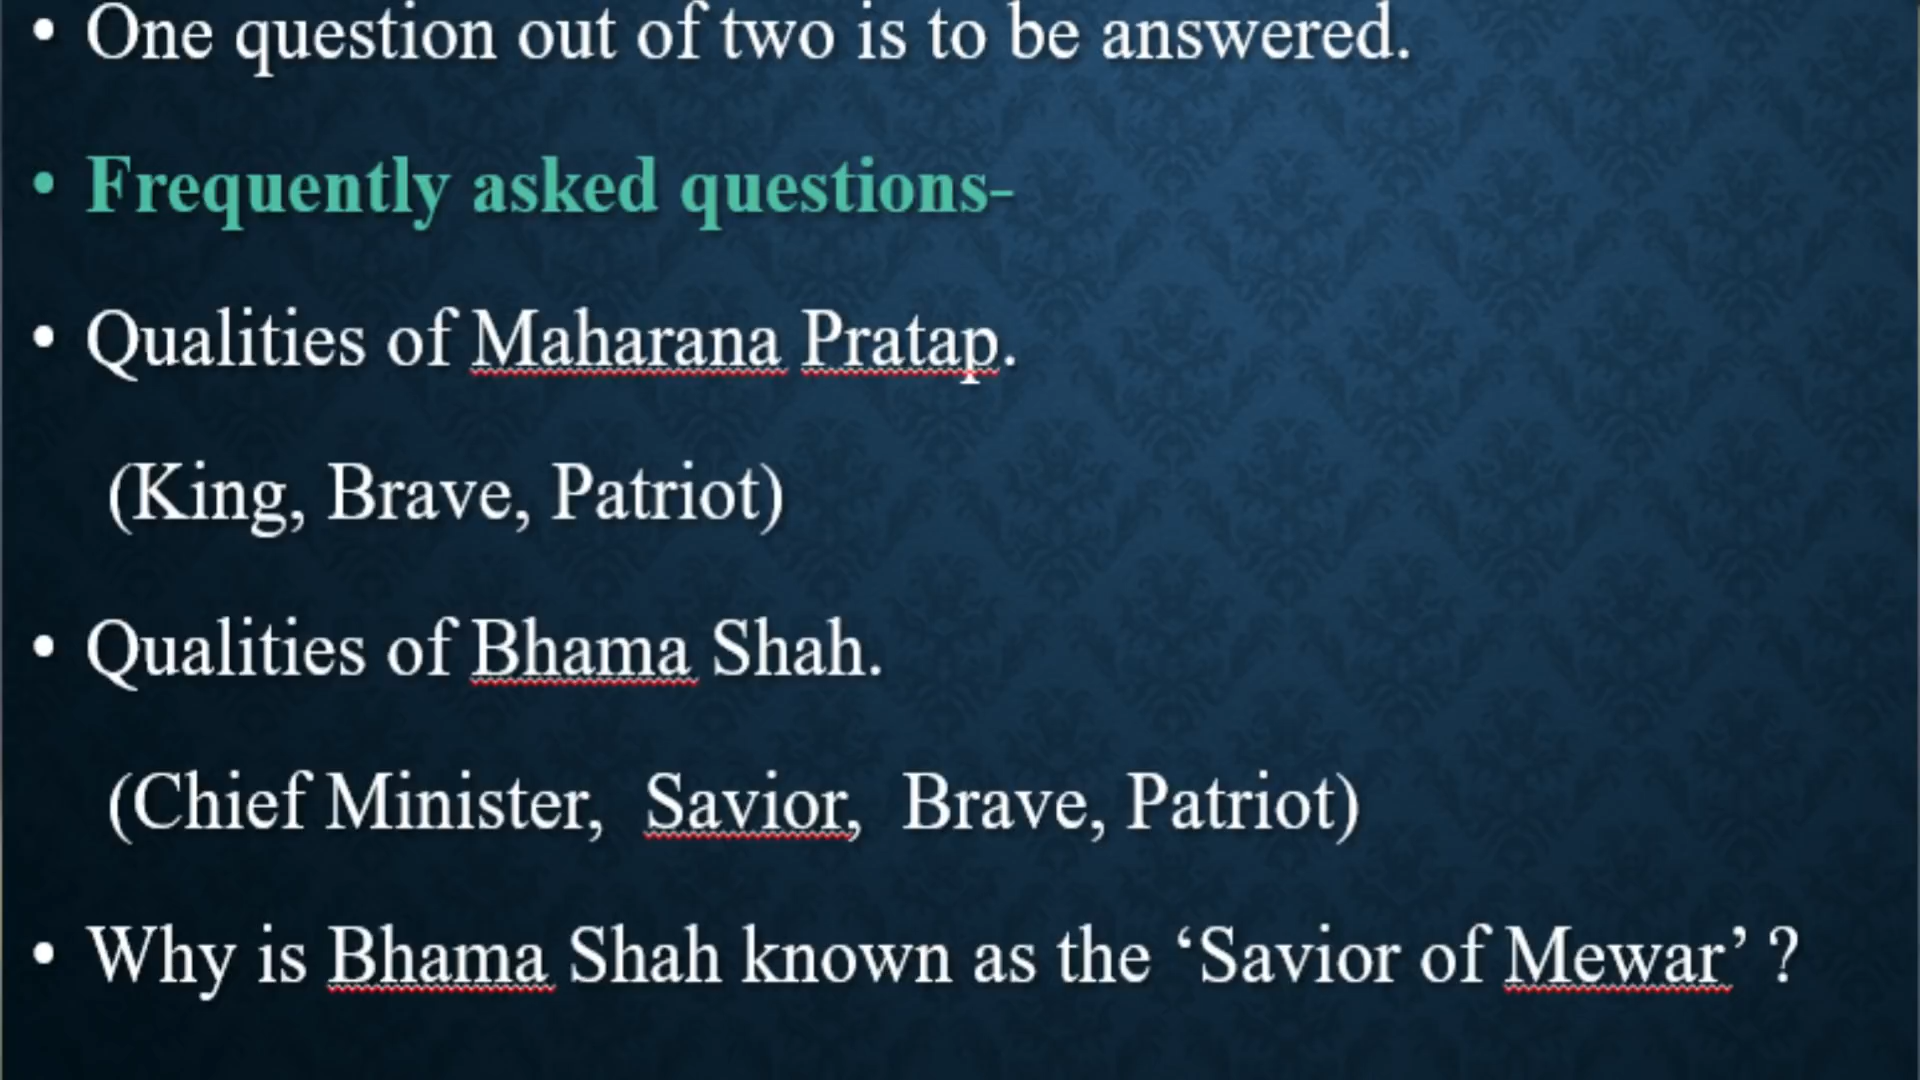 • One question out of two is to be answered.
• Frequently asked questions-
• Qualities of Maharana Pratap.
(King, Brave, Patriot)
• Qualities of Bhama Shah.
(Chief Minister,  Savior,  Brave, Patriot)
• Why is Bhama Shah known as the ‘Savior of Mewar’ ?